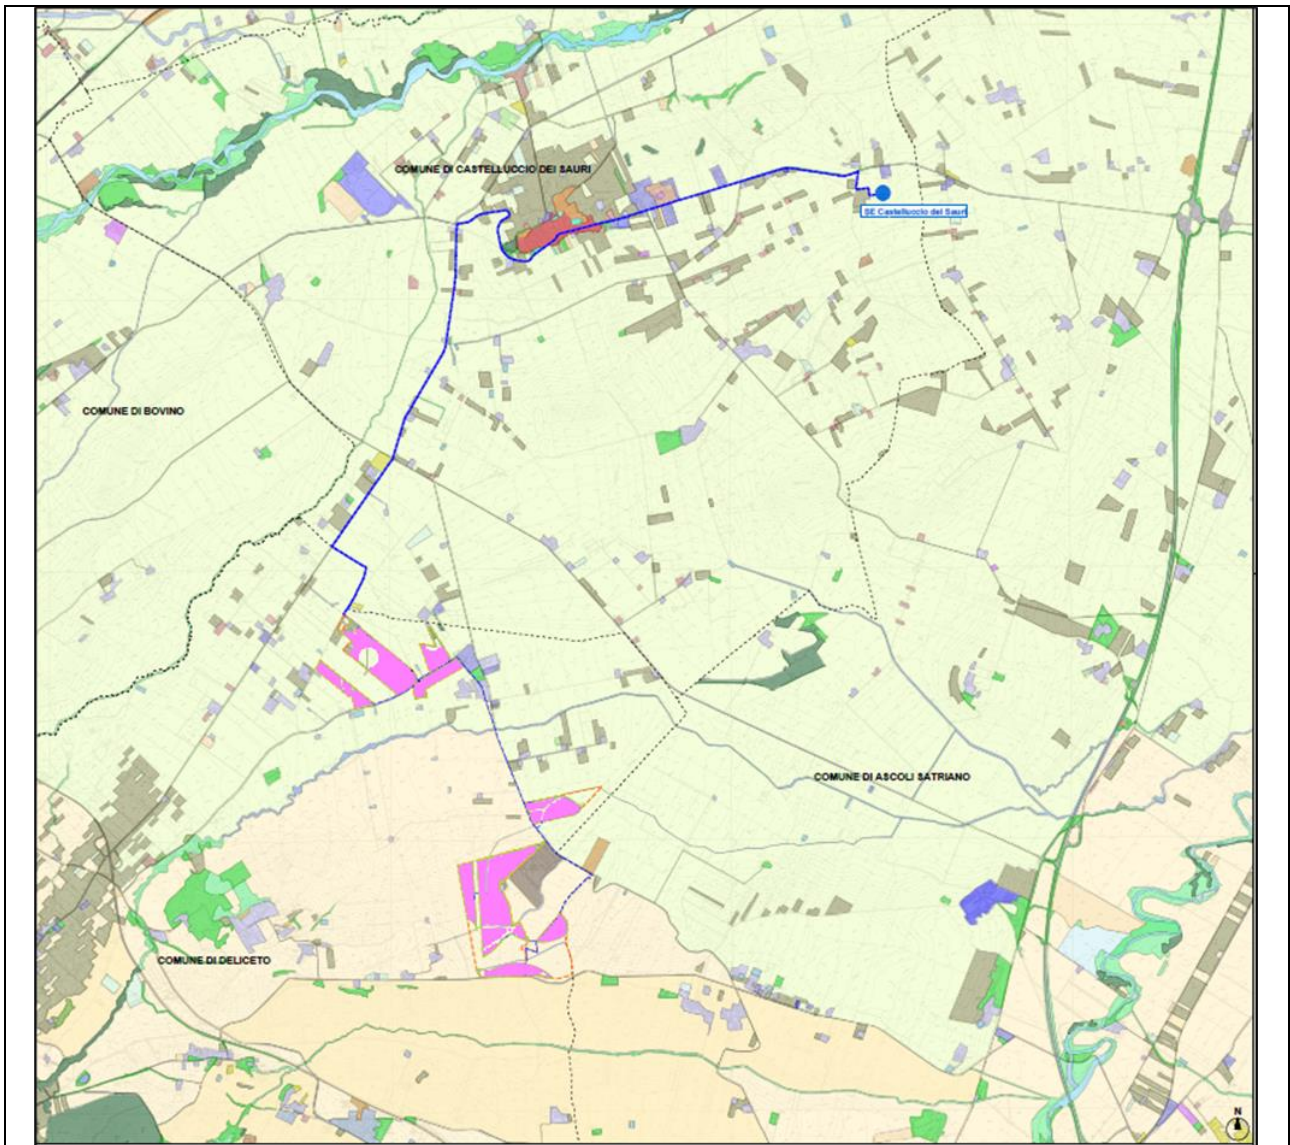 COMUNE DI CASTELLUCCIO DEI SAURI
SE Castelluccio dei Sauri
COMUNE DI BOVINO
COMUNE DI ASCOLI SATRIANO
COMUNE DI DELICETO
N